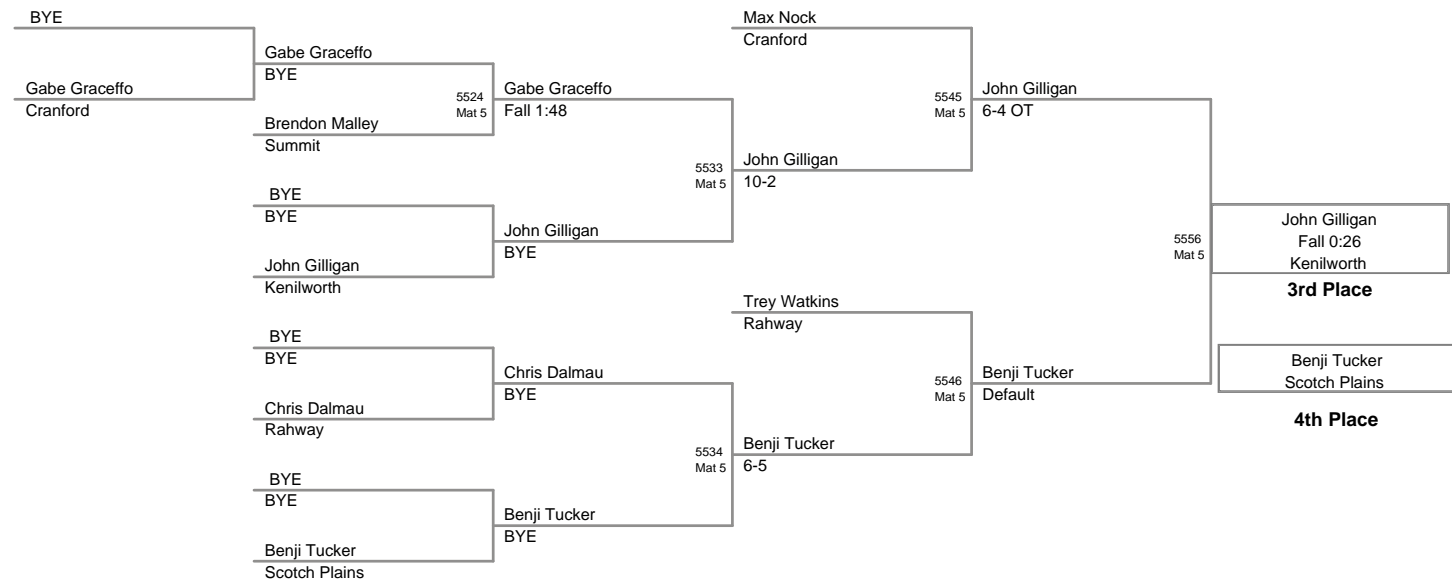 BYE
Gabe Graceffo
Cranford
Gabe Graceffo
BYE
Brendon Malley
Summit
BYE
BYE
John Gilligan
Kenilworth
BYE
BYE
Chris Dalmau
Rahway
BYE
BYE
Benji Tucker
Scotch Plains
5524
Mat 5
Gabe Graceffo
Fall 1:48
John Gilligan
BYE
Chris Dalmau
BYE
Benji Tucker
BYE
5533
Mat 5
5534
Mat 5
Max Nock
Cranford
John Gilligan
10-2
Trey Watkins
Rahway
Benji Tucker
6-5
5545
Mat 5
5546
Mat 5
John Gilligan
6-4 OT
Benji Tucker
Default
5556
Mat 5
John Gilligan
Fall 0:26
Kenilworth
3rd Place
Benji Tucker
Scotch Plains
4th Place